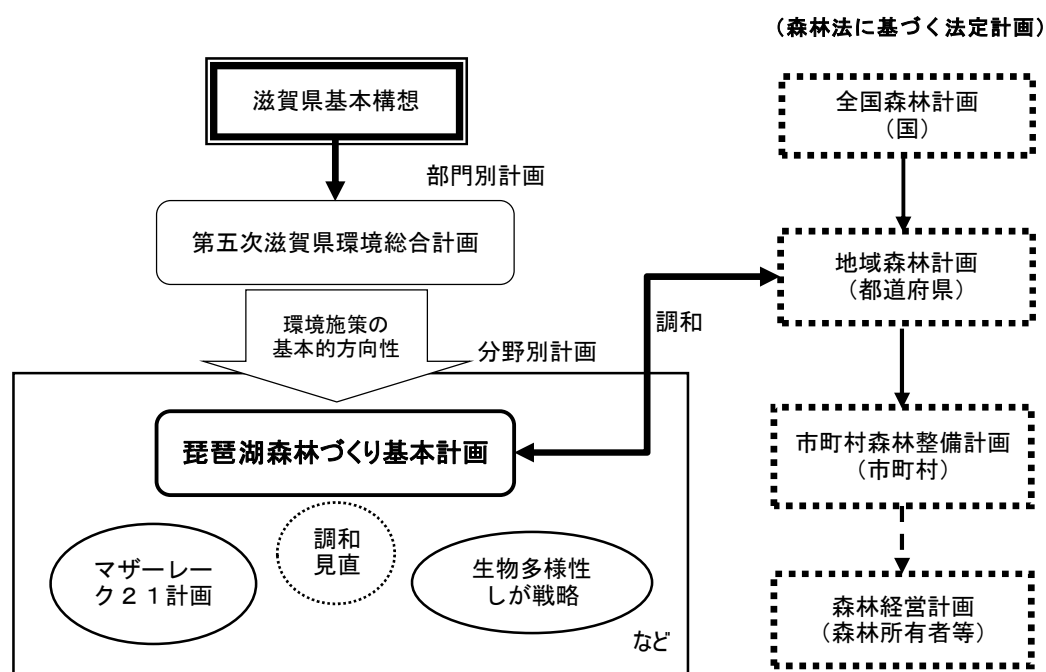 （森林法に基づく法定計画）
滋賀県基本構想
全国森林計画
（国）
部門別計画
第五次滋賀県環境総合計画
地域森林計画
（都道府県）
環境施策の
基本的方向性
調和
分野別計画
琵琶湖森林づくり基本計画
市町村森林整備計画
（市町村）
調和
見直
マザーレー
ク２１計画
生物多様性
しが戦略
など
森林経営計画
（森林所有者等）